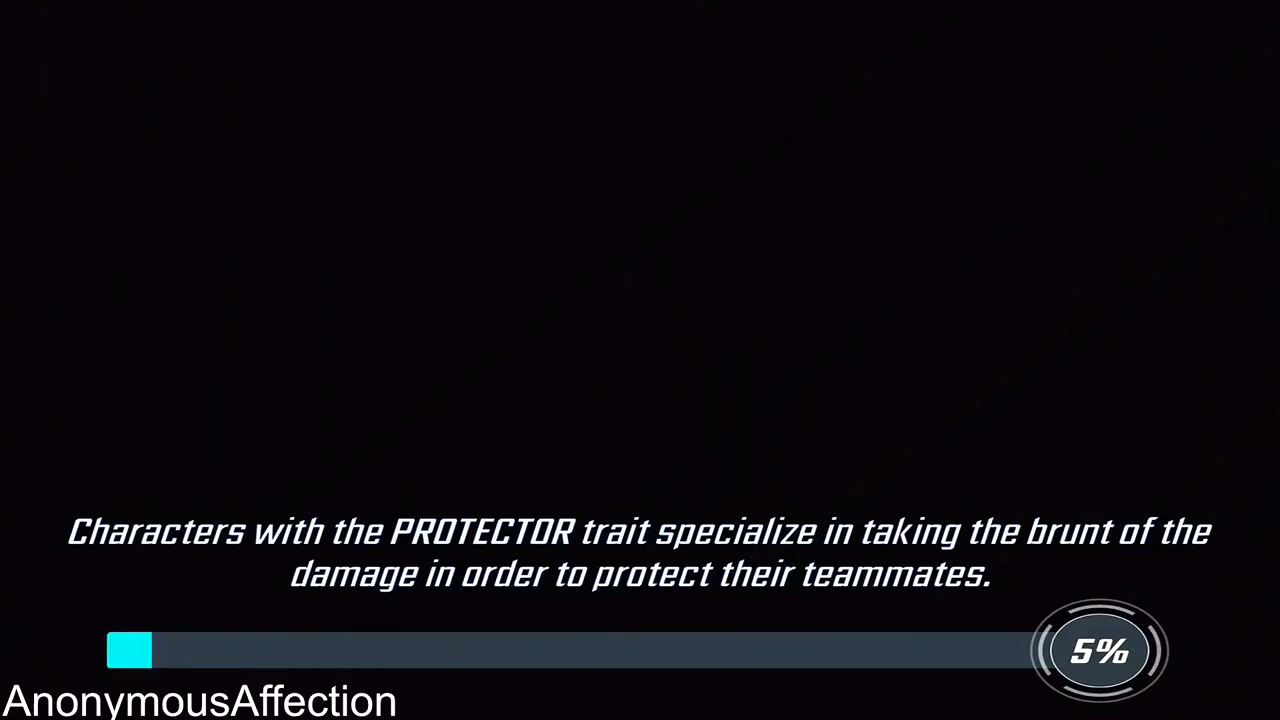 Characters with the PROTECTOR trait specialize in taking the brunt of the
damage in order to protect their teammates.
5%
AnonymousAffection